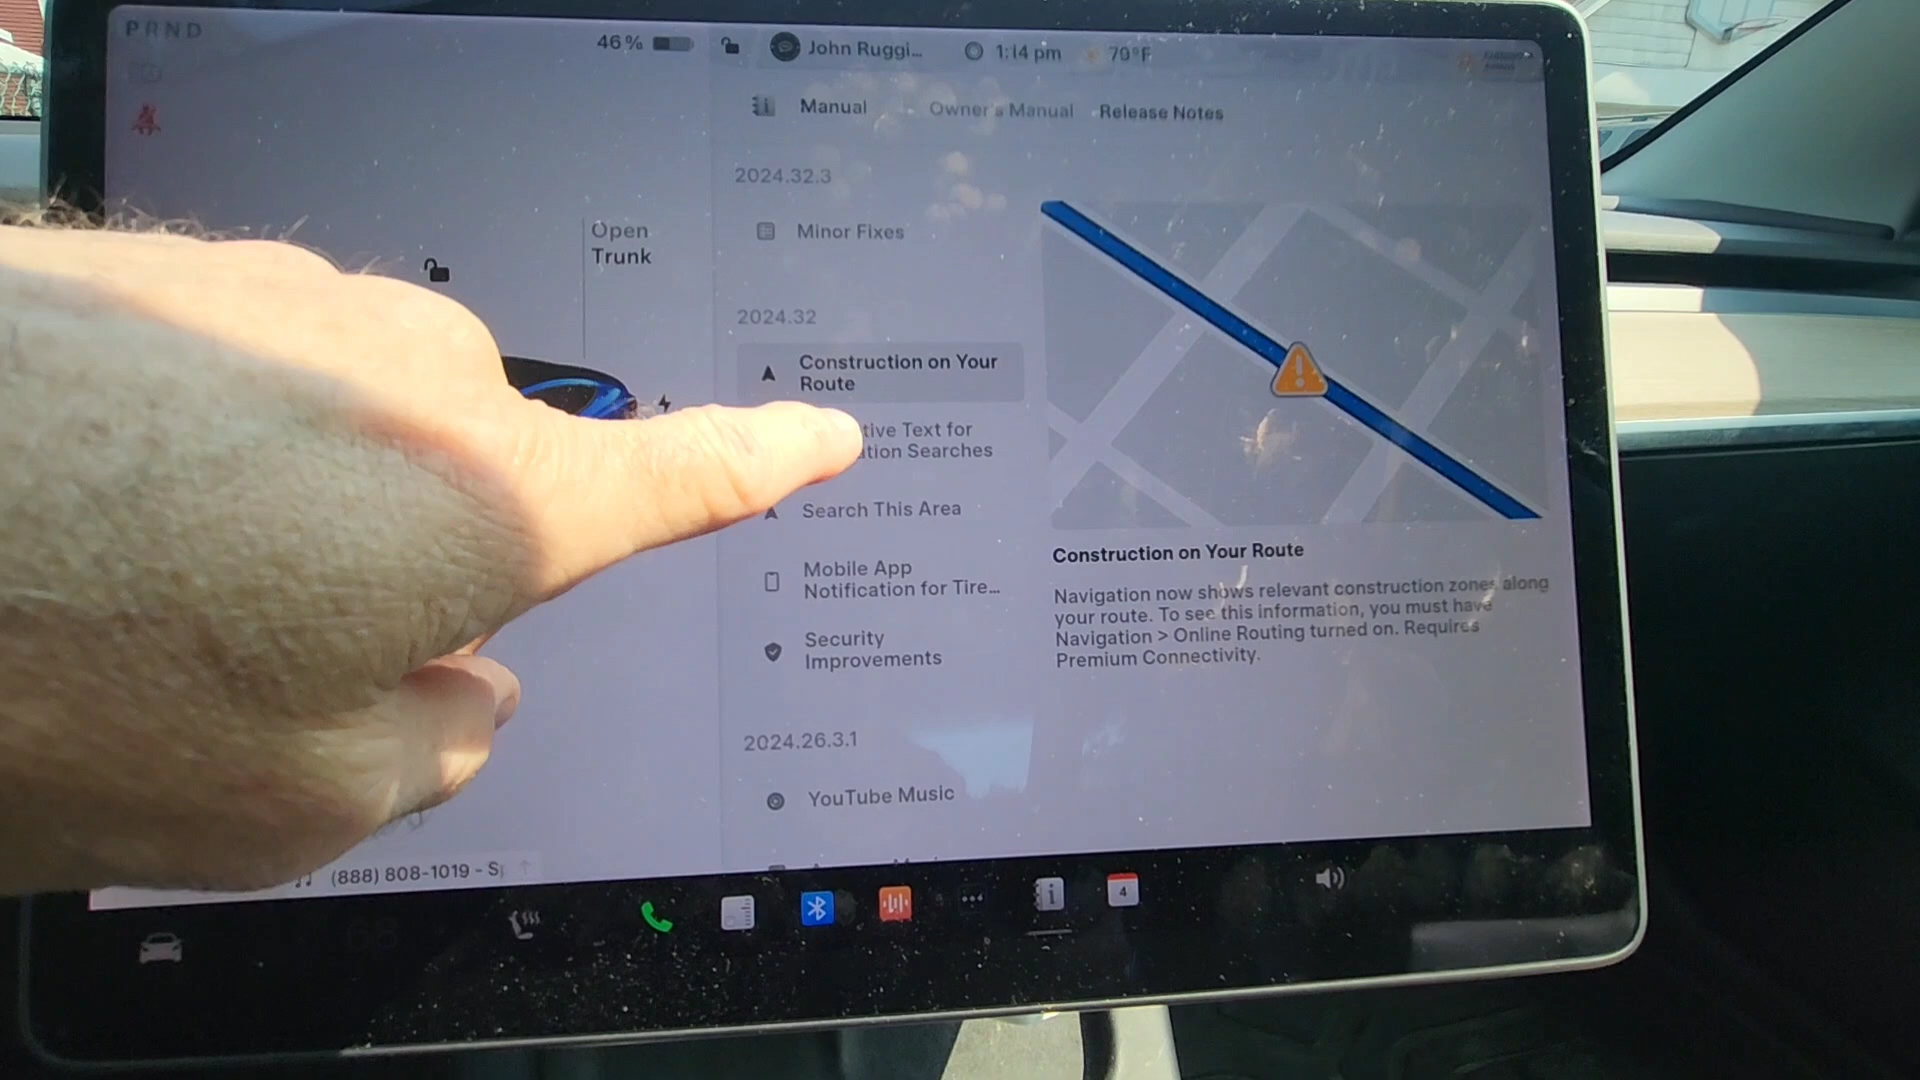 PRND
46%
John Ruggi...
1:14 pm
79°F
Manual
Owner's Manual
Release Notes
2024.32.3
Minor Fixes
Open
Trunk
2024.32
Construction on Your
Route
tive Text for
tion Searches
Search This Area
Mobile App
Notification for Tire...
Security
Improvements
2024.26.3.1
YouTube Music
Construction on Your Route
Navigation now shows relevant construction zones along
your route. To see this information, you must have
Navigation > Online Routing turned on. Requires
Premium Connectivity.
(888) 808-1019 - S
4